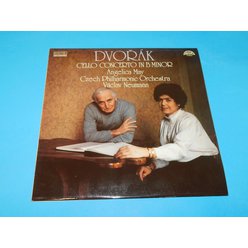 DVOŘÁK
CELLO CONCERTO IN B MINOR
Angelica May
Czech Philharmonic Orchestra
Václav Neumann